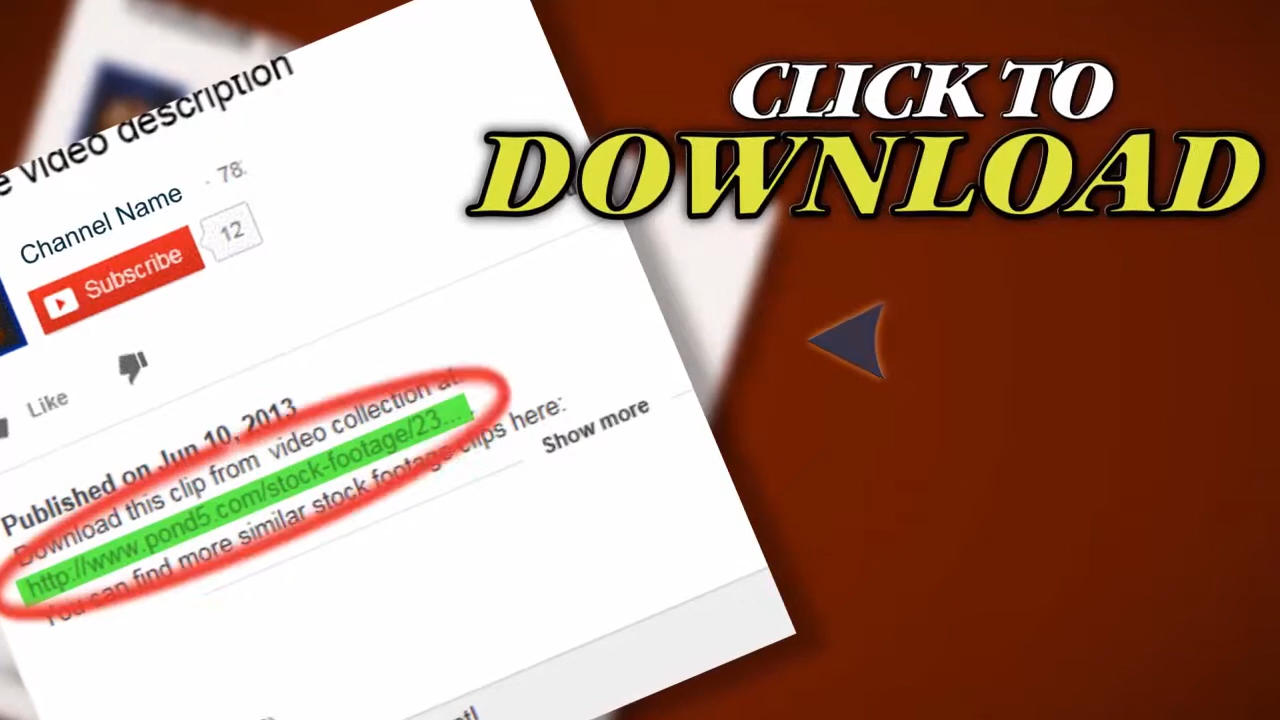 CLICK TO
DOWNLOAD
e video description
Channel Name
78
Subscribe
12
Like
Published on Jun 10, 2013
Download this clip from video collection at
http://www.pond5.com/stock-footage/23...
You can find more similar stock footage clips here:
Show more